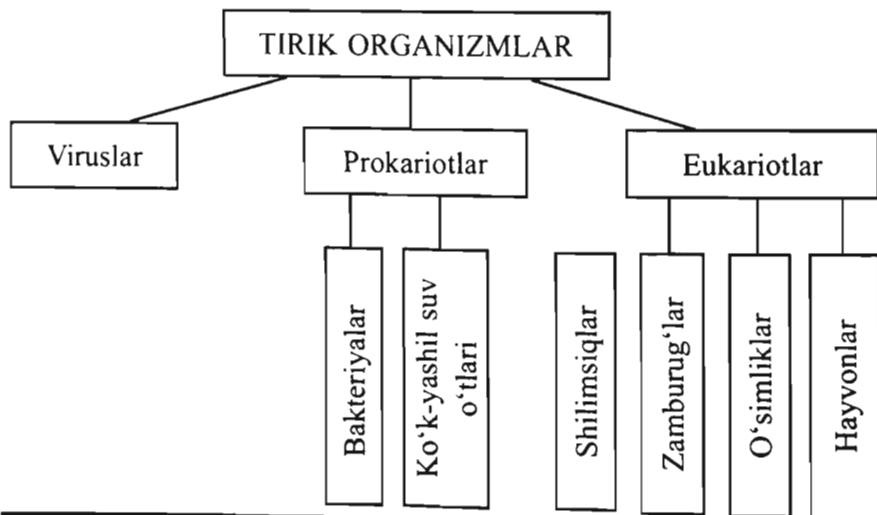 TIRIK ORGANIZMLAR
Viruslar
Prokariotlar
Eukariotlar
Bakteriyalar
Ko‘k-yashil suv
o‘tlari
Shilimsiqlar
Zamburug‘lar
O‘simliklar
Hayvonlar